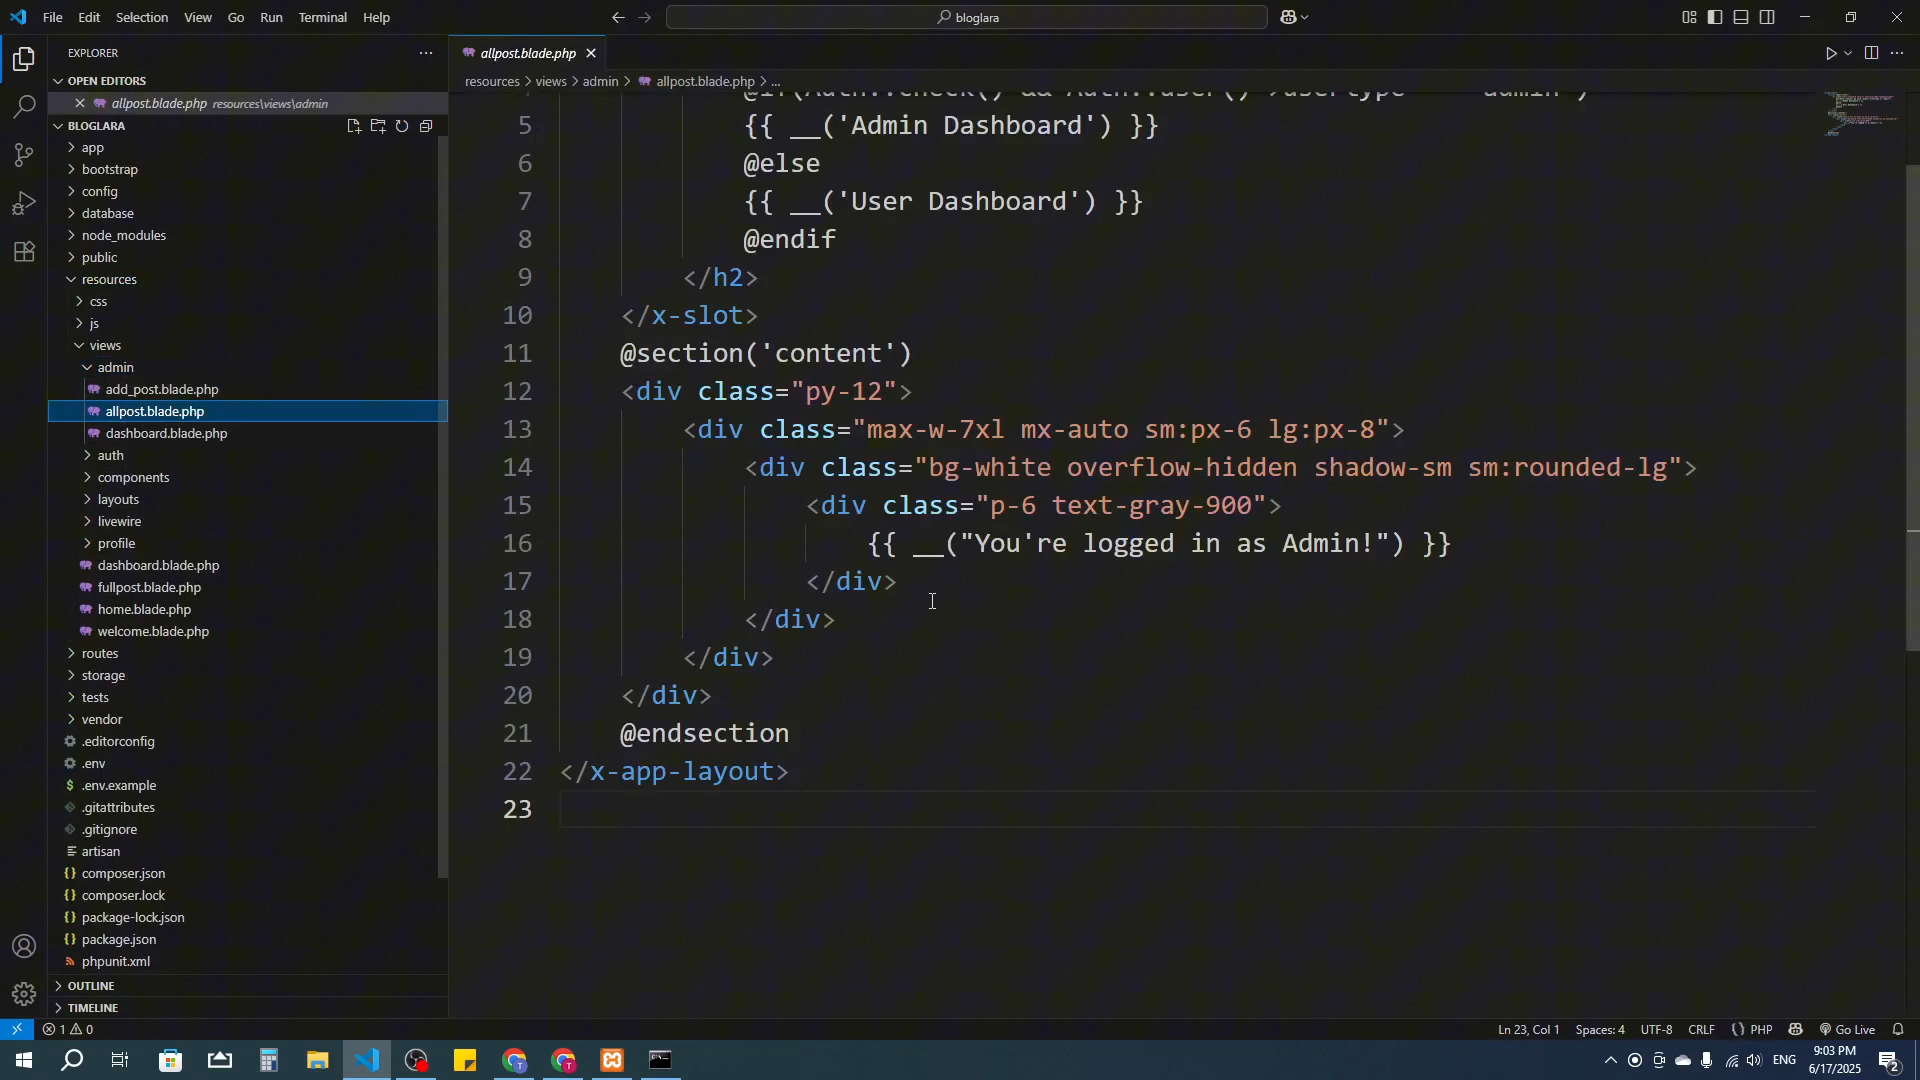 File Edit Selection View Go Run Terminal Help
bloglara
EXPLORER
OPEN EDITORS
allpost.blade.php resources\views\admin
BLOGLARA
app
bootstrap
config
database
node_modules
public
resources
css
js
views
admin
add_post.blade.php
allpost.blade.php
dashboard.blade.php
auth
components
layouts
livewire
profile
dashboard.blade.php
fullpost.blade.php
home.blade.php
welcome.blade.php
routes
storage
tests
vendor
.editorconfig
.env
.env.example
.gitattributes
.gitignore
artisan
composer.json
composer.lock
package-lock.json
package.json
phpunit.xml
OUTLINE
TIMELINE
allpost.blade.php
resources > views > admin > allpost.blade.php > ...
5 {{ __('Admin Dashboard') }}
6 @else
7 {{ __('User Dashboard') }}
8 @endif
9 </h2>
10 </x-slot>
11 @section('content')
12 <div class="py-12">
13 <div class="max-w-7xl mx-auto sm:px-6 lg:px-8">
14 <div class="bg-white overflow-hidden shadow-sm sm:rounded-lg">
15 <div class="p-6 text-gray-900">
16 {{ __("You're logged in as Admin!") }}
17 </div>
18 </div>
19 </div>
20 </div>
21 @endsection
22 </x-app-layout>
23
1 0
Ln 23, Col 1 Spaces: 4 UTF-8 CRLF PHP Go Live
ENG
9:03 PM
6/17/2025
2